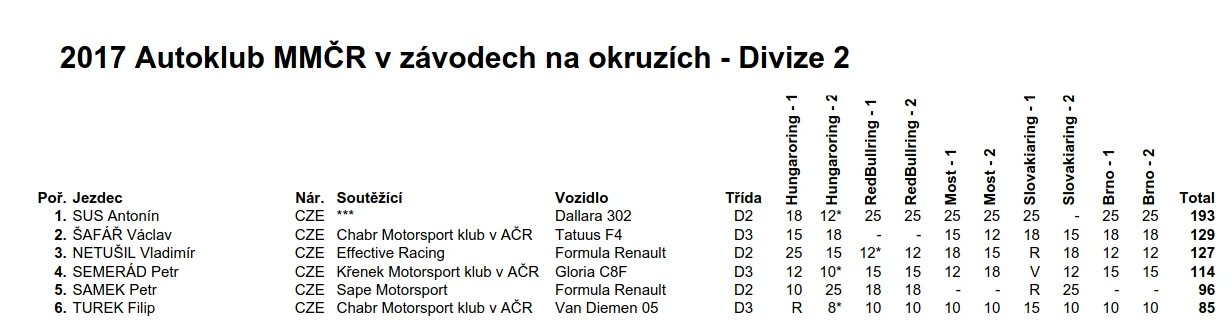 2017 Autoklub MMČR v závodech na okruzích - Divize 2
Poř. Jezdec Nár. Soutěžící Vozidlo Třída Hungaroring - 1 Hungaroring - 2 RedBullring - 1 RedBullring - 2 Most - 1 Most - 2 Slovakiaring - 1 Slovakiaring - 2 Brno - 1 Brno - 2 Total
1. SUS Antonín CZE *** Dallara 302 D2 18 12* 25 25 25 25 25 - 25 25 193
2. ŠAFÁŘ Václav CZE Chabr Motorsport klub v AČR Tatuus F4 D3 15 18 - - 15 12 18 15 18 18 129
3. NETUŠIL Vladimír CZE Effective Racing Formula Renault D2 25 15 12* 12 18 15 R 18 12 12 127
4. SEMERÁD Petr CZE Křenek Motorsport klub v AČR Gloria C8F D3 12 10* 15 15 12 18 V 12 15 15 114
5. SAMEK Petr CZE Sape Motorsport Formula Renault D2 10 25 18 18 - - R 25 - - 96
6. TUREK Filip CZE Chabr Motorsport klub v AČR Van Diemen 05 D3 R 8* 10 10 10 10 15 10 10 10 85